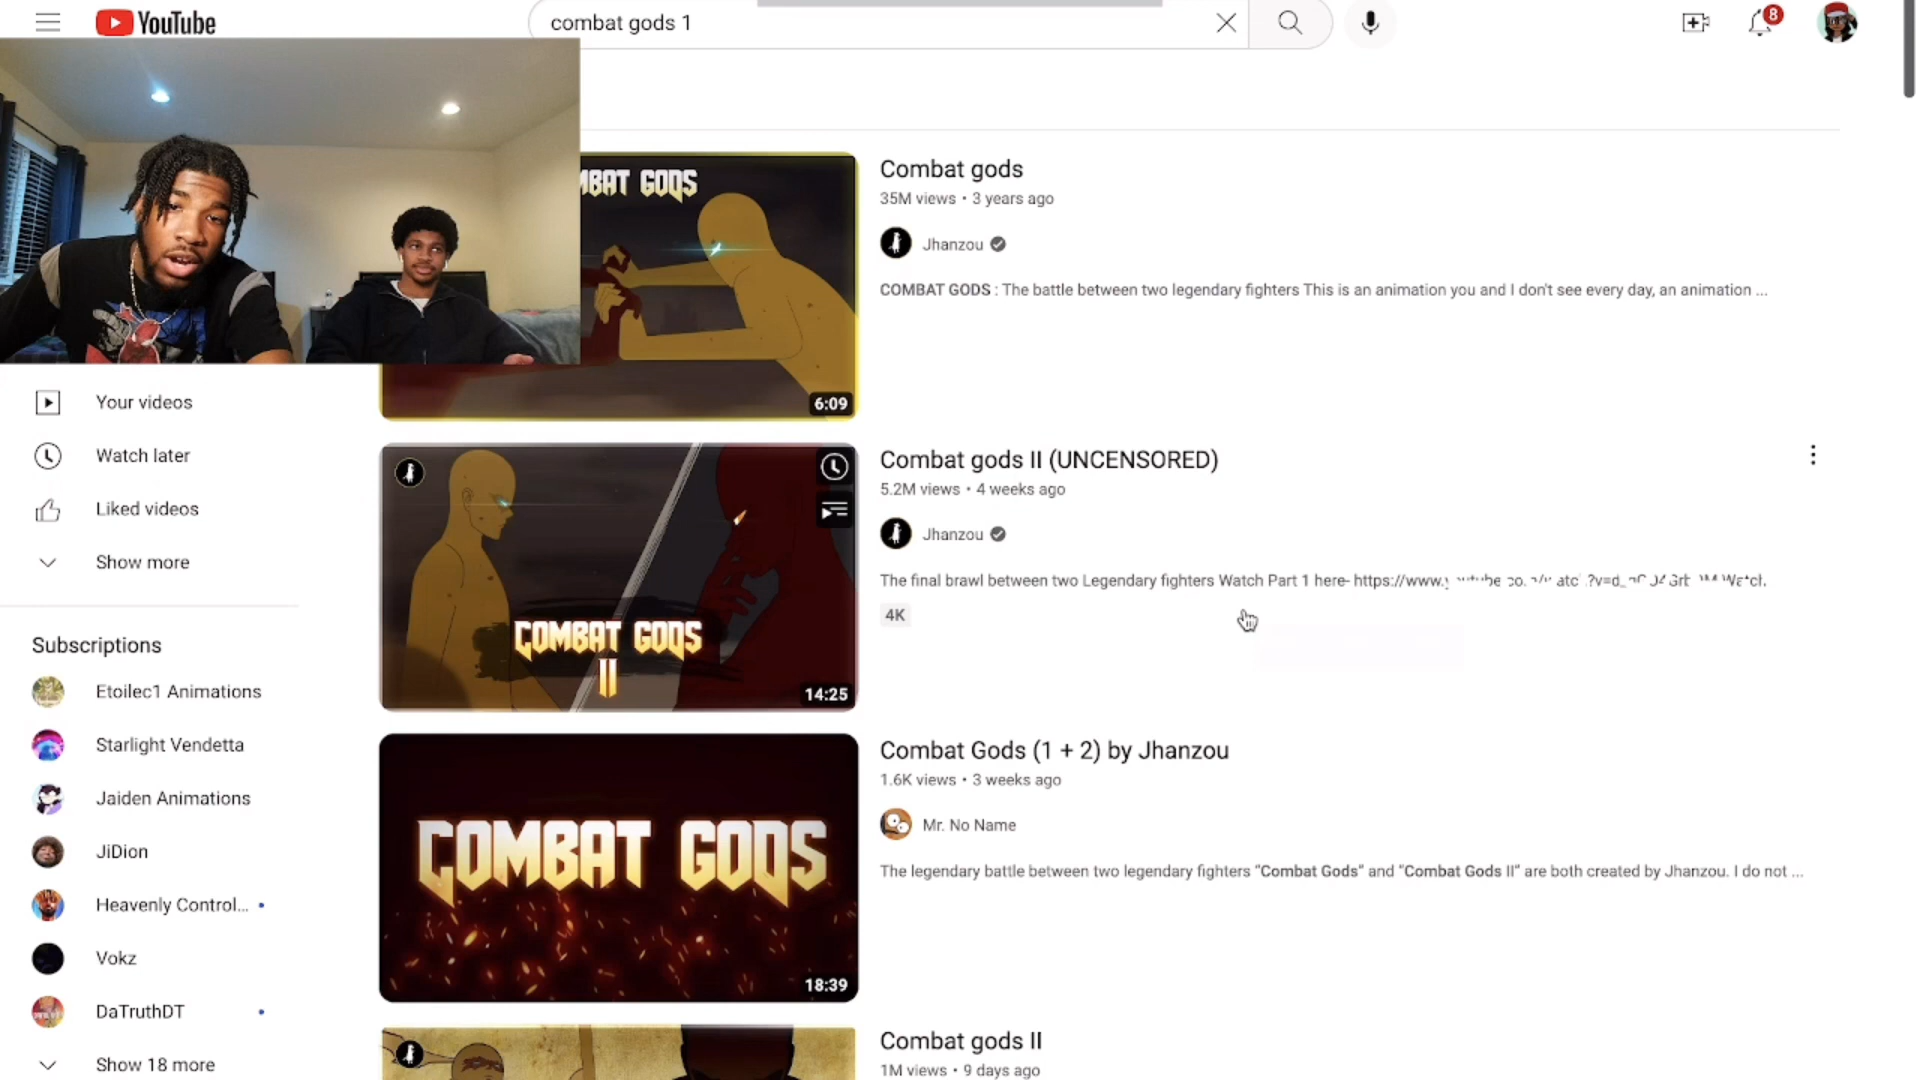 YouTube
combat gods 1
8
MBAT GODS
6:09
Combat gods
35M views • 3 years ago
Jhanzou
COMBAT GODS : The battle between two legendary fighters This is an animation you and I don't see every day, an animation ...
Your videos
Watch later
Liked videos
Show more
COMBAT GODS
II
14:25
Combat gods II (UNCENSORED)
5.2M views • 4 weeks ago
Jhanzou
The final brawl between two Legendary fighters Watch Part 1 here- https://www.
4K
Subscriptions
Etoilec1 Animations
Starlight Vendetta
Jaiden Animations
JiDion
Heavenly Control...
Vokz
DaTruthDT
Show 18 more
COMBAT GODS
18:39
Combat Gods (1 + 2) by Jhanzou
1.6K views • 3 weeks ago
Mr. No Name
The legendary battle between two legendary fighters “Combat Gods” and “Combat Gods II” are both created by Jhanzou. I do not ...
Combat gods II
1M views • 9 days ago